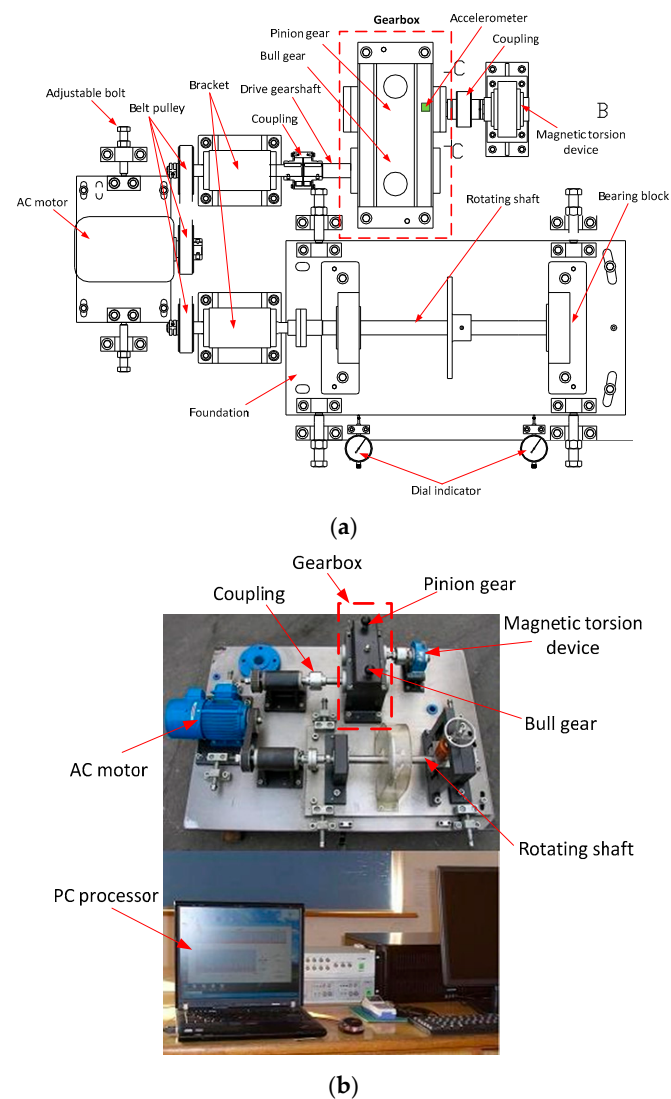 Gearbox
Accelerometer
Pinion gear
Coupling
Bull gear
C
Adjustable bolt
Bracket
Drive gearshaft
Belt pulley
Coupling
B
Magnetic torsion
device
C
AC motor
Rotating shaft
Bearing block
Foundation
Dial indicator
(a)
Gearbox
Pinion gear
Coupling
Magnetic torsion
device
Bull gear
AC motor
Rotating shaft
PC processor
(b)